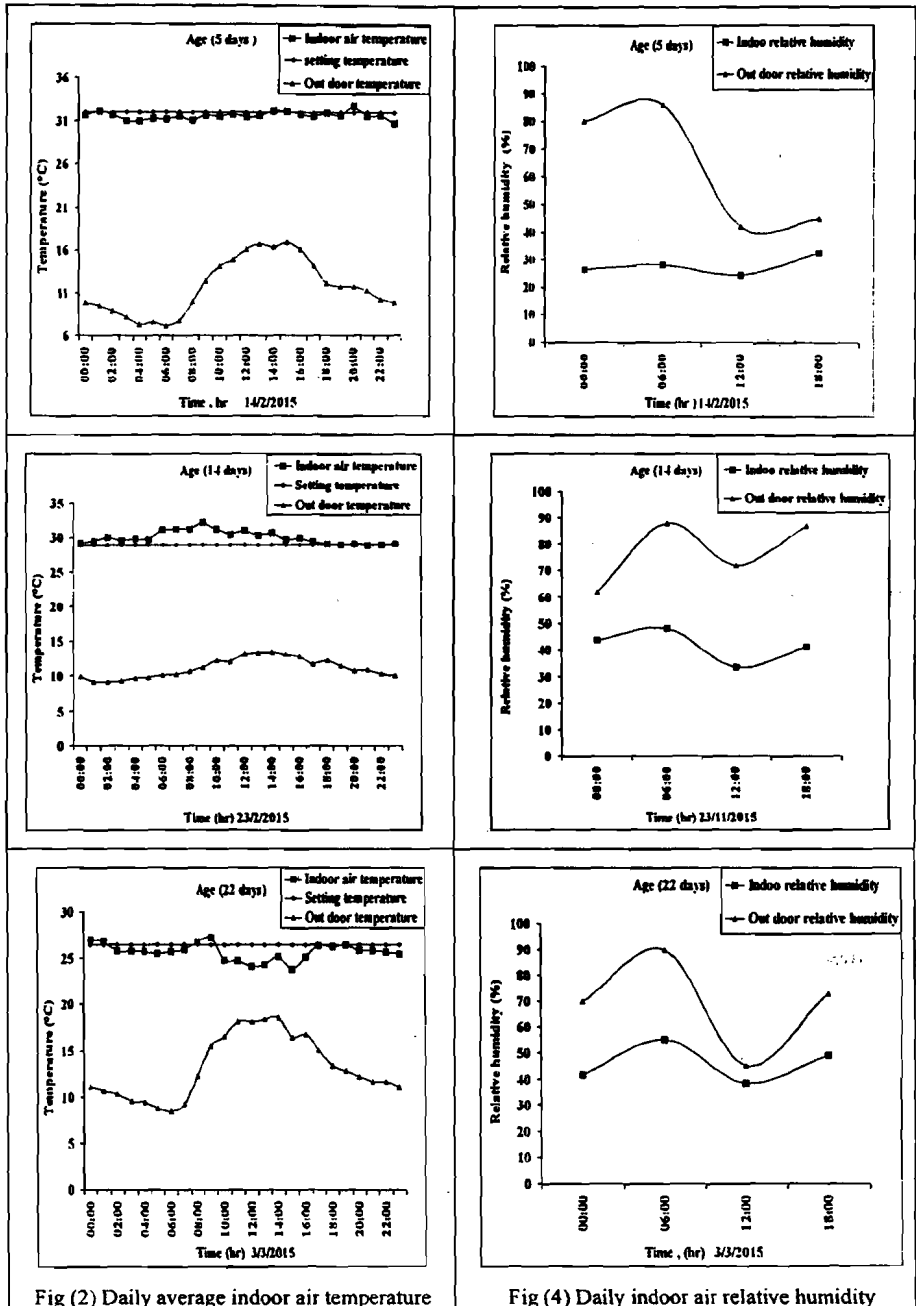 Age (5 days )
Indoor air temperature
setting temperature
Out door temperature
36
31
26
21
16
11
6
Temperature (°C)
00:00 02:00 04:00 06:00 08:00 10:00 12:00 14:00 16:00 18:00 20:00 22:00
Time , hr 14/2/2015
Age (5 days)
Indoo relative humidity
Out door relative humidity
100
90
80
70
60
50
40
30
20
10
0
Relative humidity (%)
00:00 06:00 12:00 18:00
Time (hr ) 14/2/2015
Age (14 days)
Indoor air temperature
Setting temperature
Out door temperature
35
30
25
20
15
10
5
0
Temperature (°C)
00:00 02:00 04:00 06:00 08:00 10:00 12:00 14:00 16:00 18:00 20:00 22:00
Time (hr) 23/2/2015
Age (14 days)
Indoo relative humidity
Out door relative humidity
100
90
80
70
60
50
40
30
20
10
0
Relative humidity (%)
00:00 06:00 12:00 18:00
Time (hr) 23/11/2015
Age (22 days)
Indoor air temperature
Setting temperature
Out door temperature
30
25
20
15
10
5
0
Temperature (°C)
00:00 02:00 04:00 06:00 08:00 10:00 12:00 14:00 16:00 18:00 20:00 22:00
Time (hr) 3/3/2015
Age (22 days)
Indoo relative humidity
Out door relative humidity
100
90
80
70
60
50
40
30
20
10
0
Relative humidity (%)
00:00 06:00 12:00 18:00
Time , (hr) 3/3/2015
Fig (2) Daily average indoor air temperature
Fig (4) Daily indoor air relative humidity